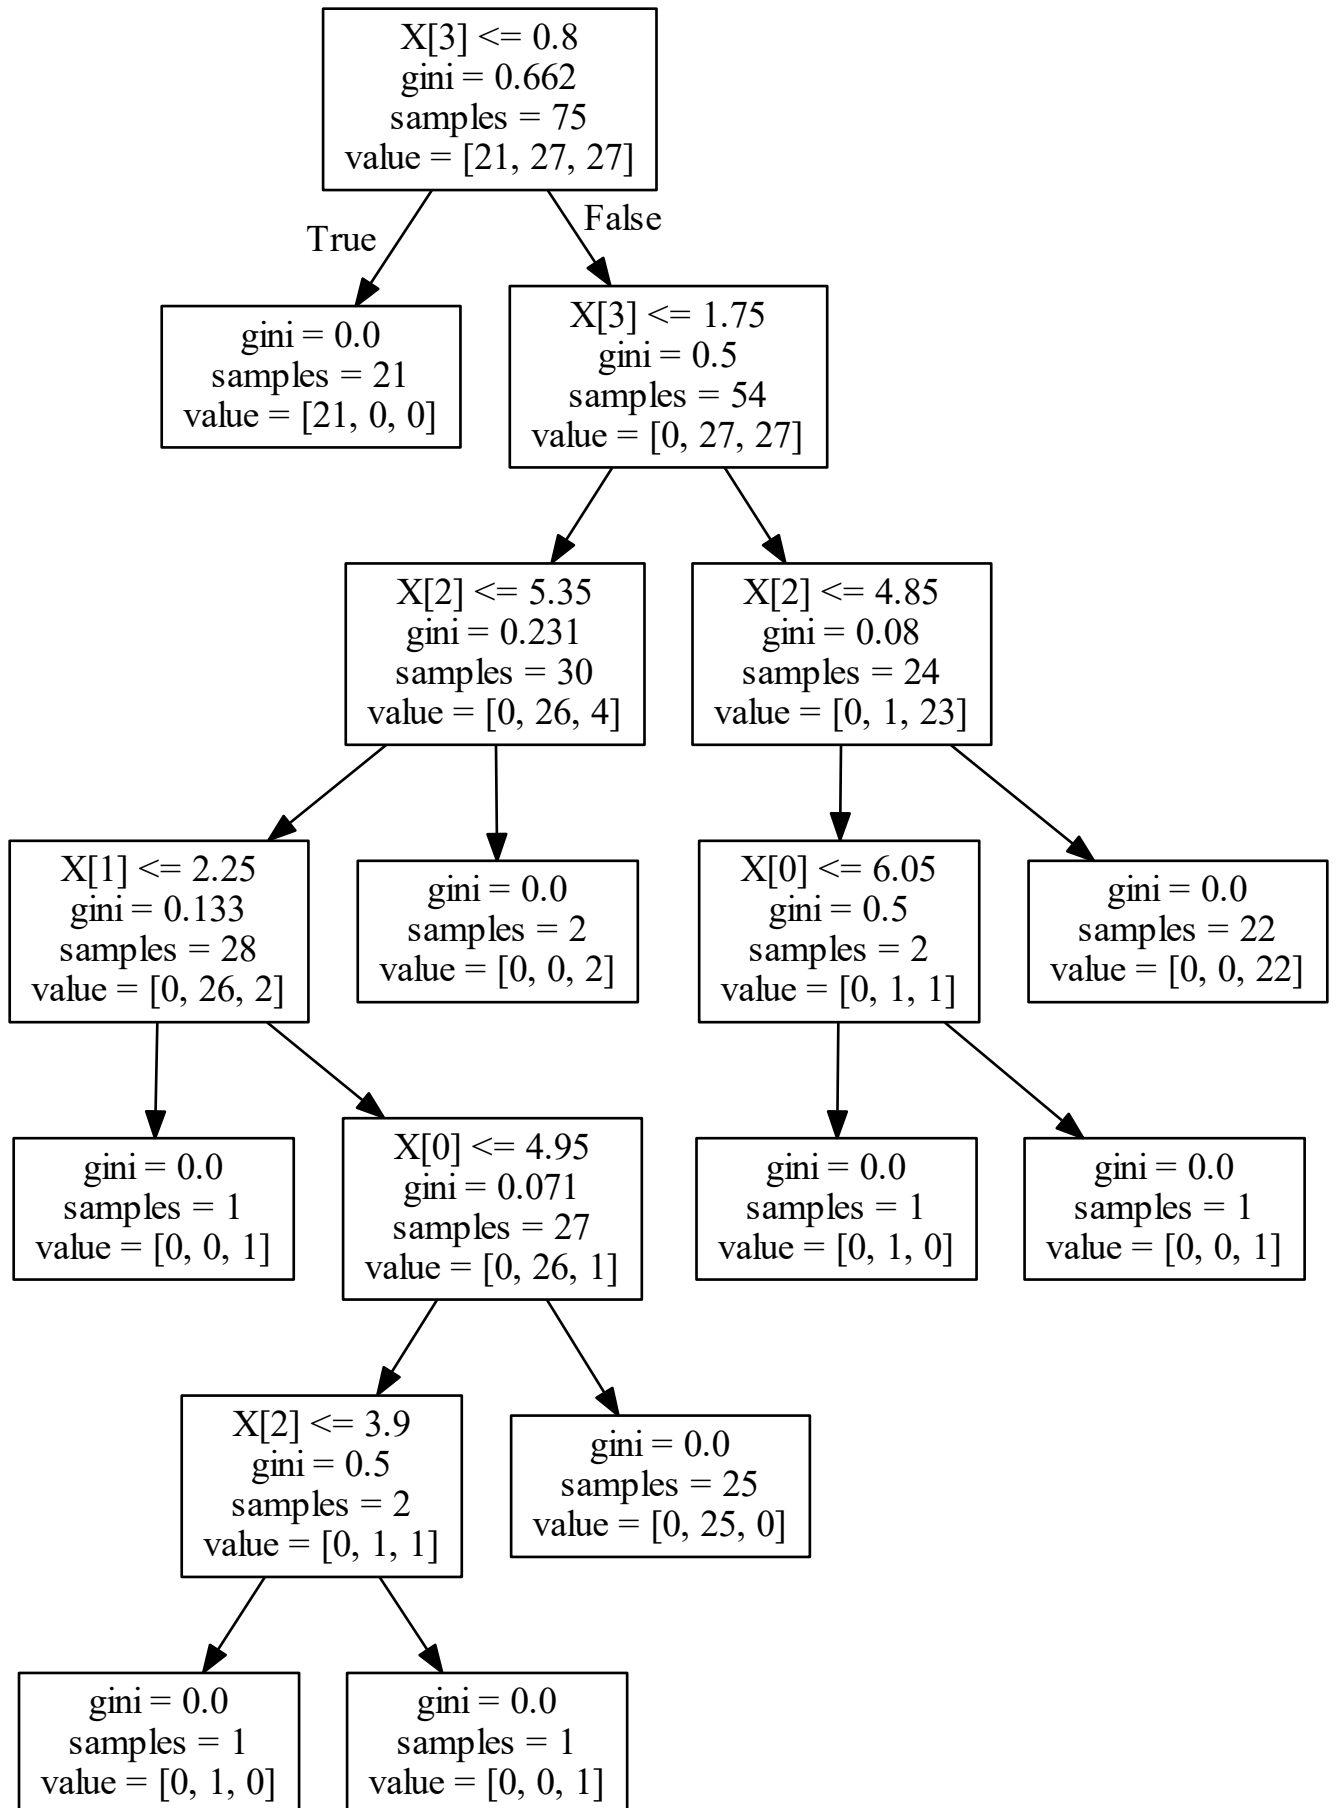 X[3] <= 0.8
gini = 0.662
samples = 75
value = [21, 27, 27]
True
False
gini = 0.0
samples = 21
value = [21, 0, 0]
X[3] <= 1.75
gini = 0.5
samples = 54
value = [0, 27, 27]
X[2] <= 5.35
gini = 0.231
samples = 30
value = [0, 26, 4]
X[2] <= 4.85
gini = 0.08
samples = 24
value = [0, 1, 23]
X[1] <= 2.25
gini = 0.133
samples = 28
value = [0, 26, 2]
gini = 0.0
samples = 2
value = [0, 0, 2]
X[0] <= 6.05
gini = 0.5
samples = 2
value = [0, 1, 1]
gini = 0.0
samples = 22
value = [0, 0, 22]
gini = 0.0
samples = 1
value = [0, 0, 1]
X[0] <= 4.95
gini = 0.071
samples = 27
value = [0, 26, 1]
gini = 0.0
samples = 1
value = [0, 1, 0]
gini = 0.0
samples = 1
value = [0, 0, 1]
X[2] <= 3.9
gini = 0.5
samples = 2
value = [0, 1, 1]
gini = 0.0
samples = 25
value = [0, 25, 0]
gini = 0.0
samples = 1
value = [0, 1, 0]
gini = 0.0
samples = 1
value = [0, 0, 1]